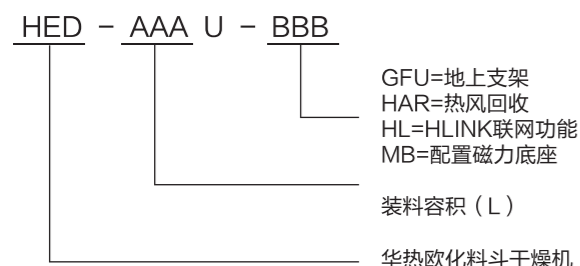 HED - AAA U - BBB
GFU=地上支架
HAR=热风回收
HL=HLINK联网功能
MB=配置磁力底座
装料容积（L）
华热欧化料斗干燥机